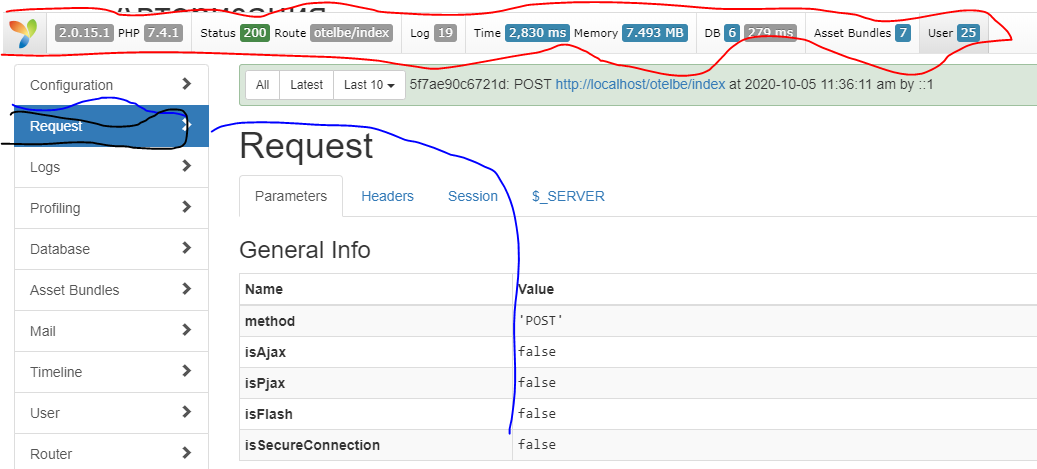 2.0.15.1 PHP 7.4.1 Status 200 Route otelbe/index Log 19 Time 2,830 ms Memory 7.493 MB DB 6 279 ms Asset Bundles 7 User 25
Configuration
Request
Logs
Profiling
Database
Asset Bundles
Mail
Timeline
User
Router
All Latest Last 10 5f7ae90c6721d: POST http://localhost/otelbe/index at 2020-10-05 11:36:11 am by ::1
Request
Parameters Headers Session $_SERVER
General Info
Name Value
method 'POST'
isAjax false
isPjax false
isFlash false
isSecureConnection false